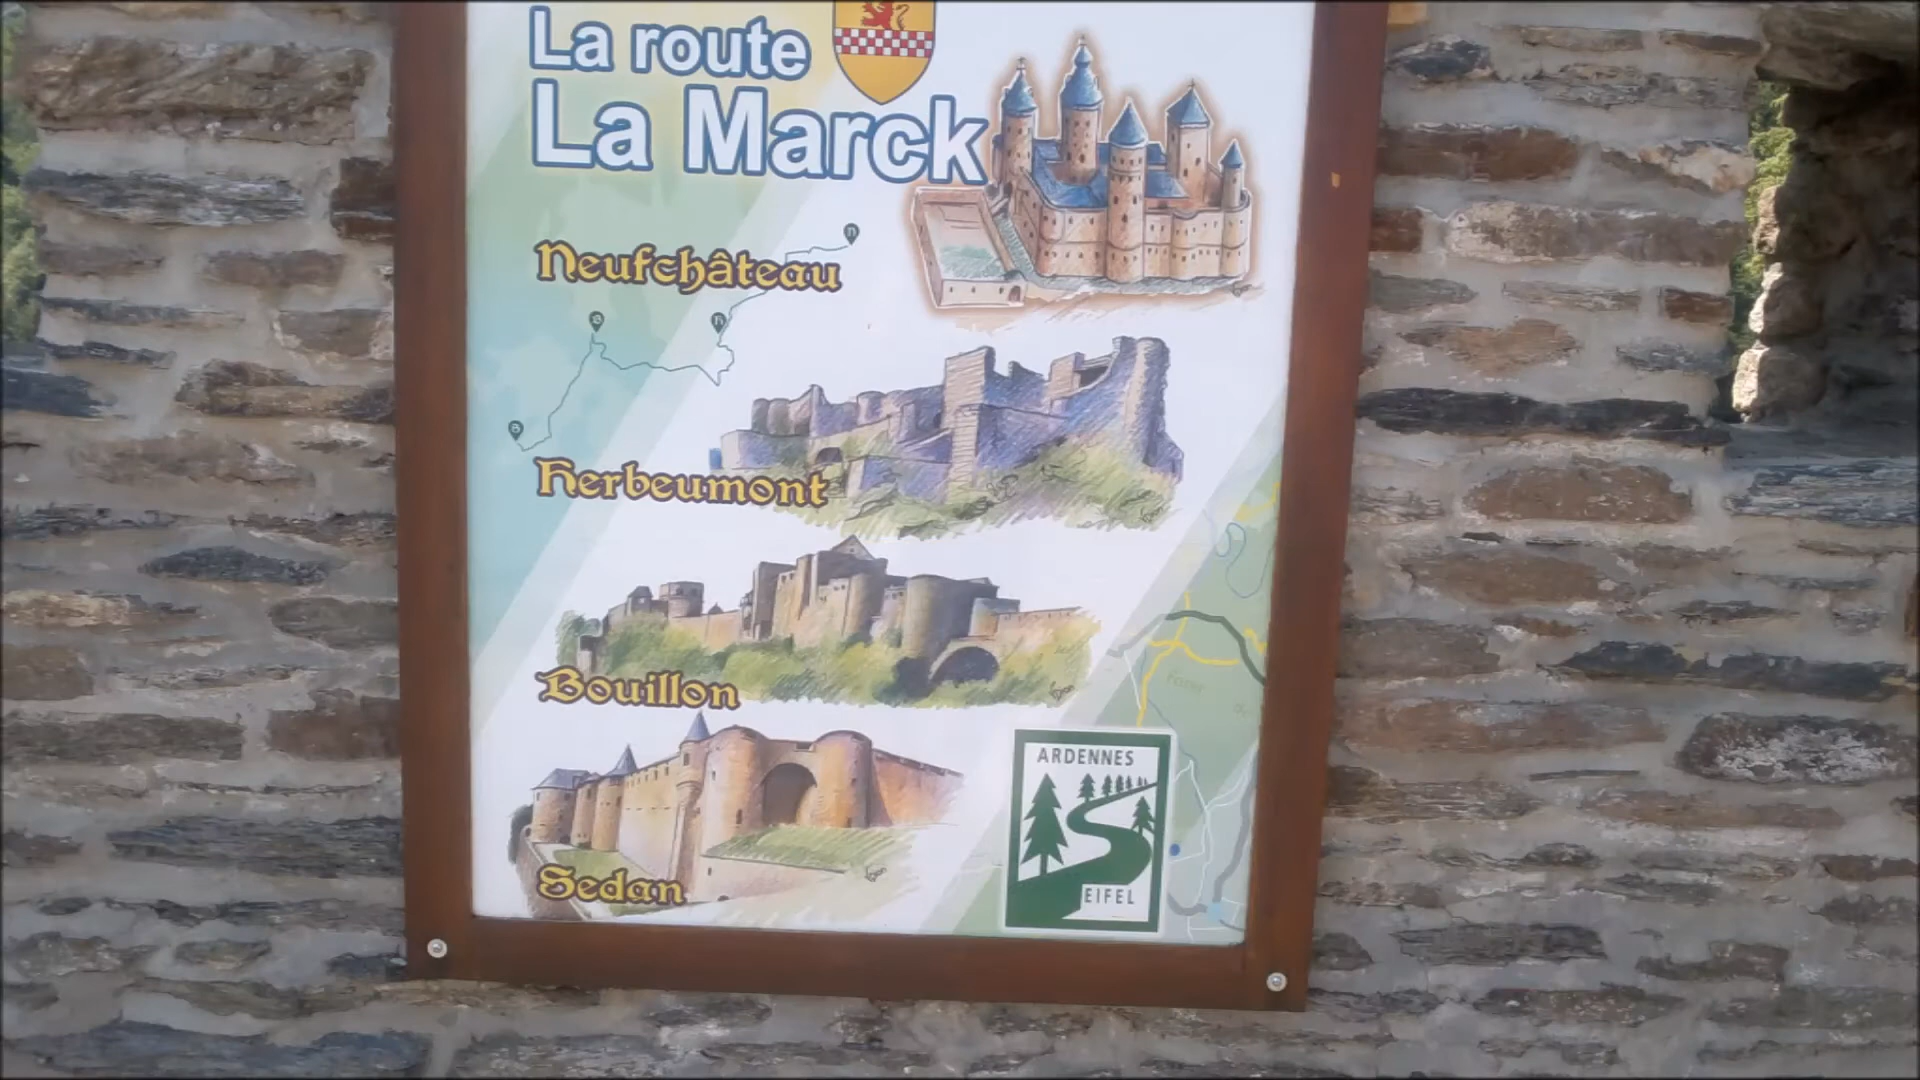 La route
La Marck
Neufchâteau
N
B
H
S
Herbeumont
Bouillon
Sedan
ARDENNES
EIFEL